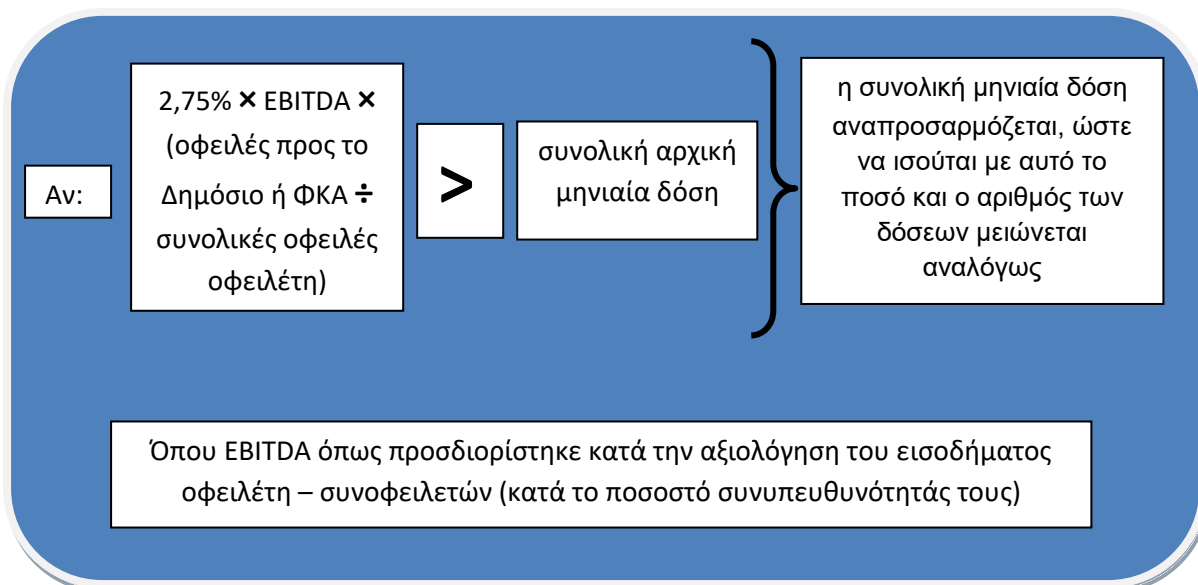 Αν:
2,75% × EBITDA ×
(οφειλές προς το
Δημόσιο ή ΦΚΑ ÷
συνολικές οφειλές
οφειλέτη)
>
συνολική αρχική
μηνιαία δόση
}
η συνολική μηνιαία δόση
αναπροσαρμόζεται, ώστε
να ισούται με αυτό το
ποσό και ο αριθμός των
δόσεων μειώνεται
αναλόγως
Όπου EBITDA όπως προσδιορίστηκε κατά την αξιολόγηση του εισοδήματος
οφειλέτη – συνοφειλετών (κατά το ποσοστό συνυπευθυνότητάς τους)